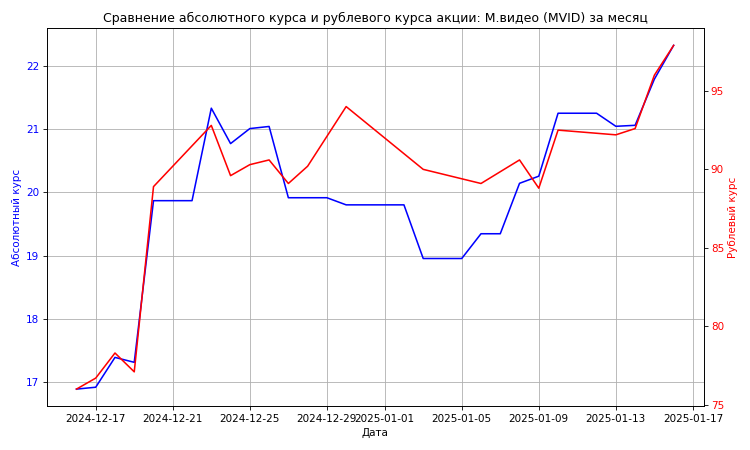 Сравнение абсолютного курса и рублевого курса акции: М.видео (MVID) за месяц
22
21
20
19
18
17
Абсолютный курс
95
90
85
80
75
Рублевый курс
2024-12-17 2024-12-21 2024-12-25 2024-12-29 2025-01-01 2025-01-05 2025-01-09 2025-01-13 2025-01-17
Дата